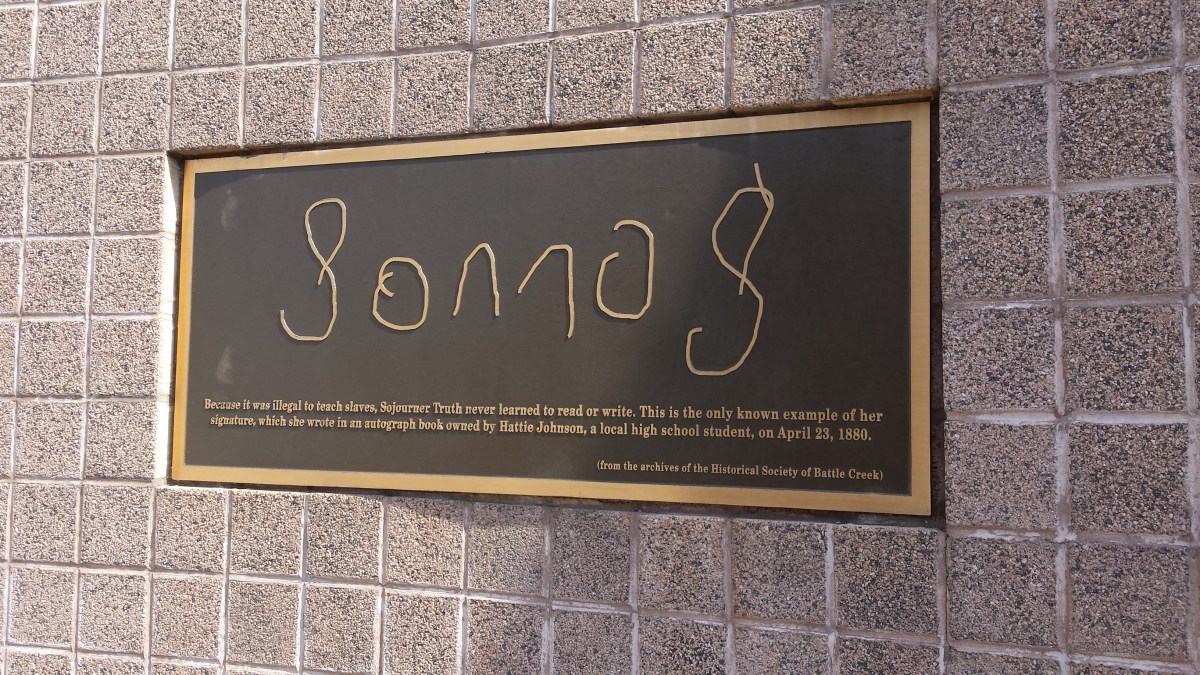 Because it was illegal to teach slaves, Sojourner Truth never learned to read or write. This is the only known example of her
signature, which she wrote in an autograph book owned by Hattie Johnson, a local high school student, on April 23, 1880.
(from the archives of the Historical Society of Battle Creek)